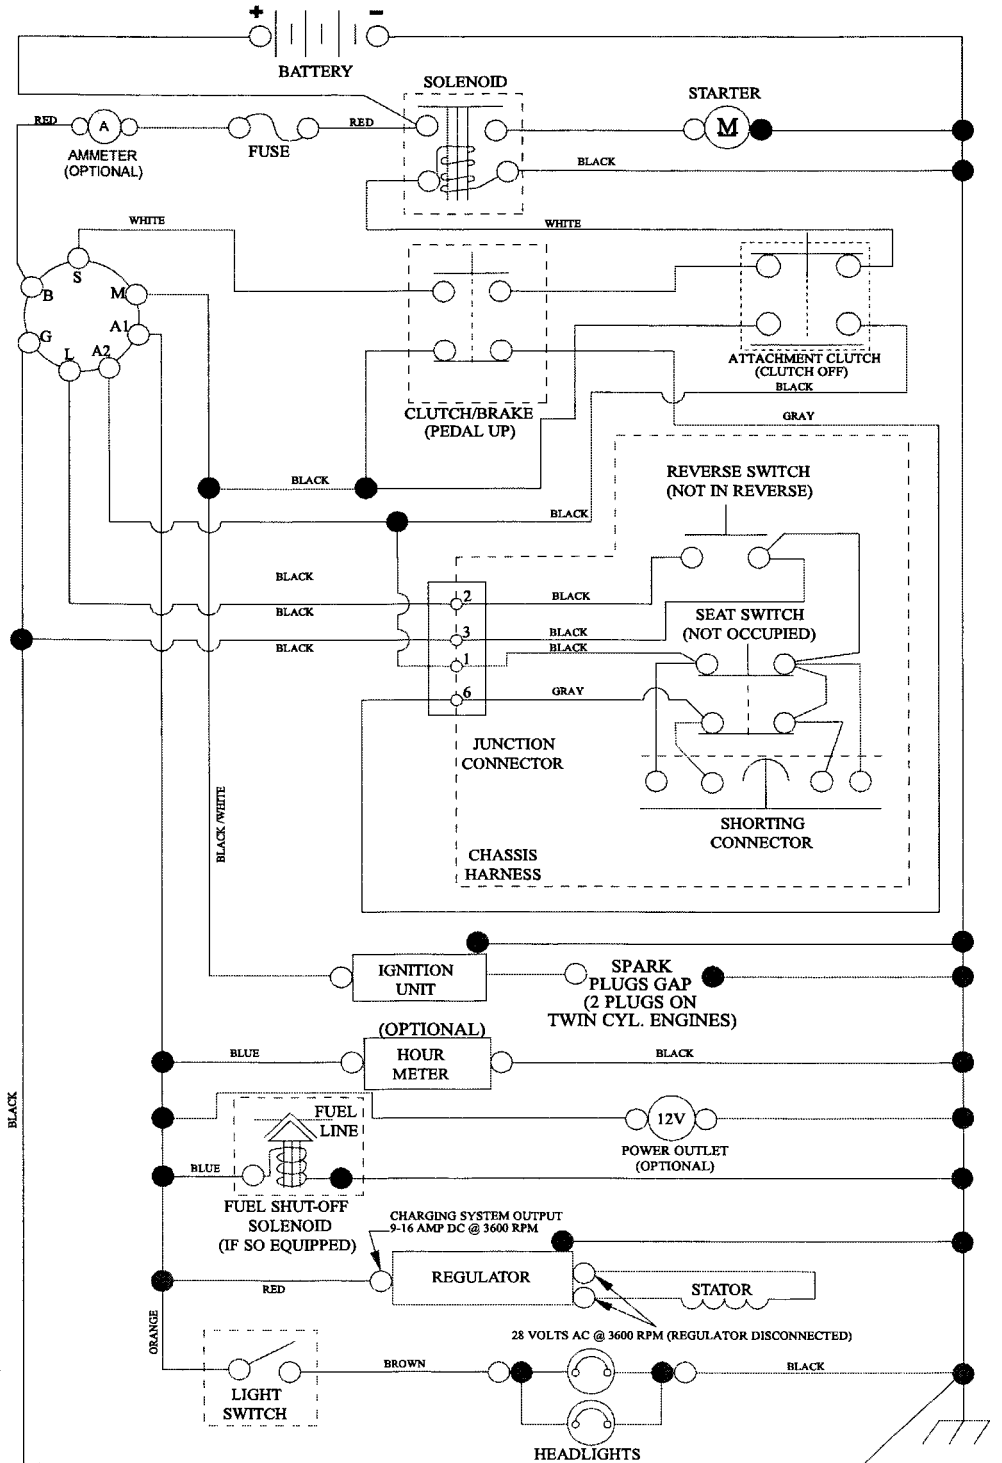 + −
BATTERY
SOLENOID
STARTER
RED
A
RED
M
AMMETER
(OPTIONAL)
FUSE
BLACK
WHITE
WHITE
S
B
M
G
A1
L
A2
ATTACHMENT CLUTCH
(CLUTCH OFF)
BLACK
CLUTCH/BRAKE
(PEDAL UP)
GRAY
REVERSE SWITCH
(NOT IN REVERSE)
BLACK
BLACK
BLACK
2
BLACK
BLACK
SEAT SWITCH
(NOT OCCUPIED)
3
BLACK
BLACK
1
BLACK
6
GRAY
JUNCTION
CONNECTOR
SHORTING
CONNECTOR
BLACK /WHITE
CHASSIS
HARNESS
IGNITION
UNIT
SPARK
PLUGS GAP
(2 PLUGS ON
TWIN CYL. ENGINES)
(OPTIONAL)
HOUR
METER
BLUE
BLACK
BLACK
FUEL
LINE
12V
POWER OUTLET
(OPTIONAL)
BLUE
FUEL SHUT-OFF
SOLENOID
(IF SO EQUIPPED)
CHARGING SYSTEM OUTPUT
9-16 AMP DC @ 3600 RPM
REGULATOR
RED
STATOR
28 VOLTS AC @ 3600 RPM (REGULATOR DISCONNECTED)
ORANGE
BROWN
BLACK
LIGHT
SWITCH
HEADLIGHTS